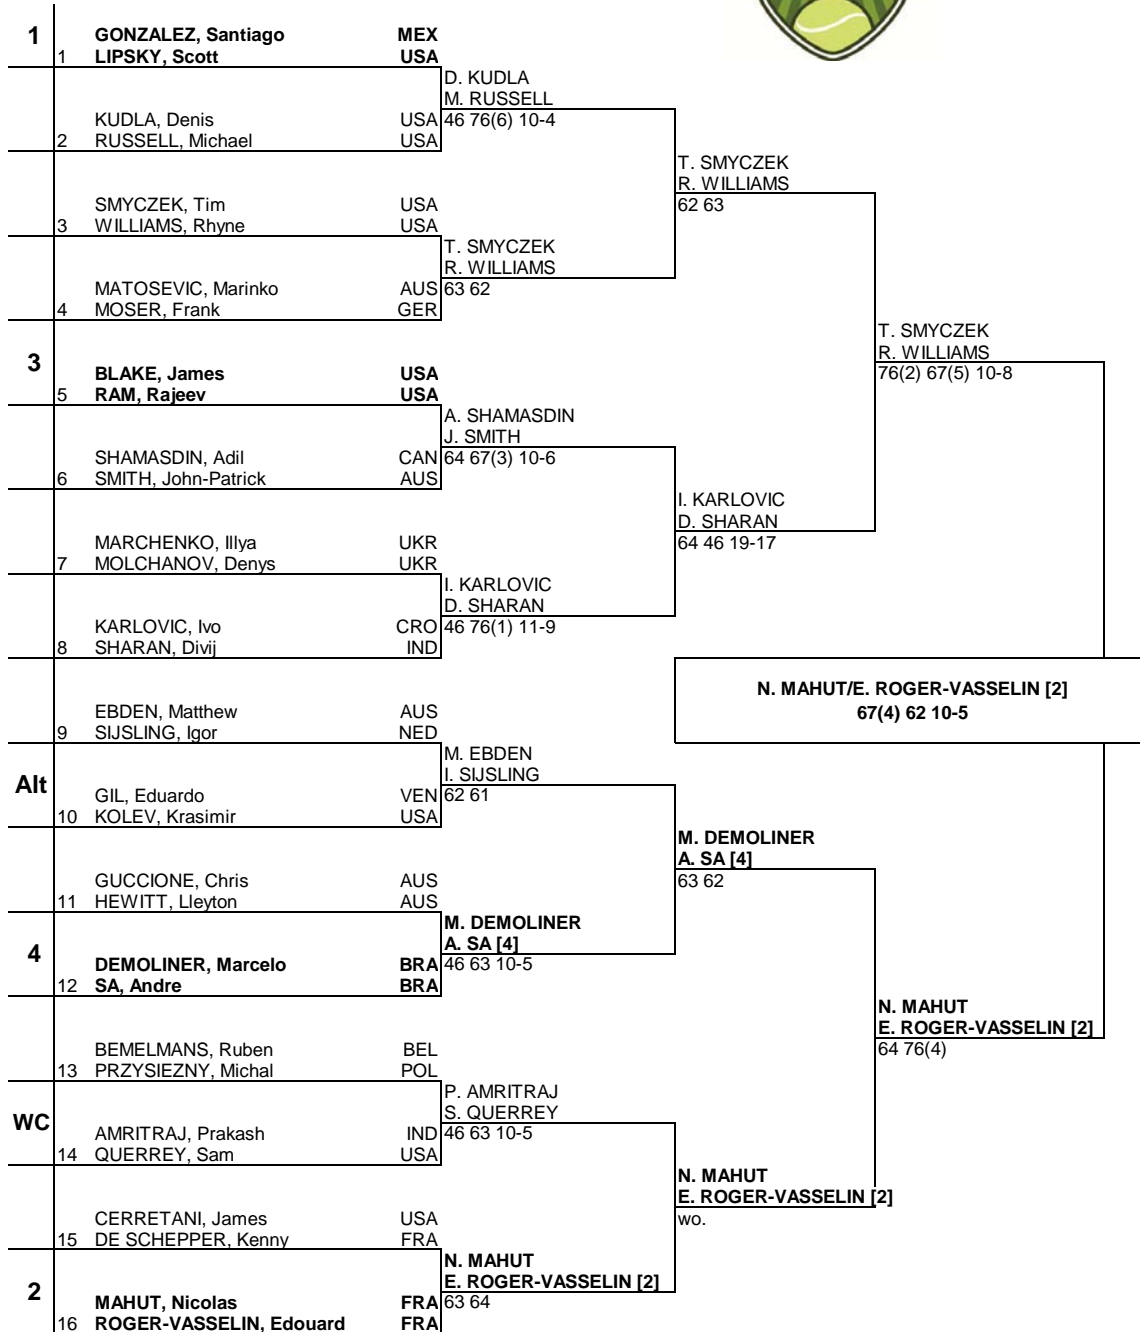 1
GONZALEZ, Santiago MEX
1 LIPSKY, Scott USA
D. KUDLA
M. RUSSELL
KUDLA, Denis USA 46 76(6) 10-4
2 RUSSELL, Michael USA
T. SMYCZEK
R. WILLIAMS
SMYCZEK, Tim USA 62 63
3 WILLIAMS, Rhyne USA
T. SMYCZEK
R. WILLIAMS
MATOSEVIC, Marinko AUS 63 62
4 MOSER, Frank GER
T. SMYCZEK
R. WILLIAMS
3
BLAKE, James USA 76(2) 67(5) 10-8
5 RAM, Rajeev USA
A. SHAMASDIN
J. SMITH
SHAMASDIN, Adil CAN 64 67(3) 10-6
6 SMITH, John-Patrick AUS
I. KARLOVIC
D. SHARAN
MARCHENKO, Illya UKR 64 46 19-17
7 MOLCHANOV, Denys UKR
I. KARLOVIC
D. SHARAN
KARLOVIC, Ivo CRO 46 76(1) 11-9
8 SHARAN, Divij IND
N. MAHUT/E. ROGER-VASSELIN [2]
67(4) 62 10-5
EBDEN, Matthew AUS
9 SIJSLING, Igor NED
M. EBDEN
I. SIJSLING
Alt
GIL, Eduardo VEN 62 61
10 KOLEV, Krasimir USA
M. DEMOLINER
A. SA [4]
GUCCIONE, Chris AUS 63 62
11 HEWITT, Lleyton AUS
M. DEMOLINER
A. SA [4]
4
DEMOLINER, Marcelo BRA 46 63 10-5
12 SA, Andre BRA
N. MAHUT
E. ROGER-VASSELIN [2]
BEMELMANS, Ruben BEL 64 76(4)
13 PRZYSIEZNY, Michal POL
P. AMRITRAJ
S. QUERREY
WC
AMRITRAJ, Prakash IND 46 63 10-5
14 QUERREY, Sam USA
N. MAHUT
E. ROGER-VASSELIN [2]
CERRETANI, James USA wo.
15 DE SCHEPPER, Kenny FRA
N. MAHUT
E. ROGER-VASSELIN [2]
2
MAHUT, Nicolas FRA 63 64
16 ROGER-VASSELIN, Edouard FRA